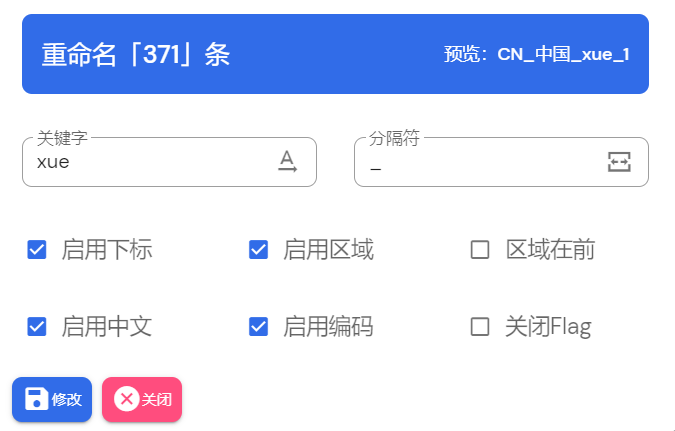 重命名「371」条
预览：CN_中国_xue_1
关键字
xue
分隔符
_
启用下标
启用区域
区域在前
启用中文
启用编码
关闭Flag
修改
关闭